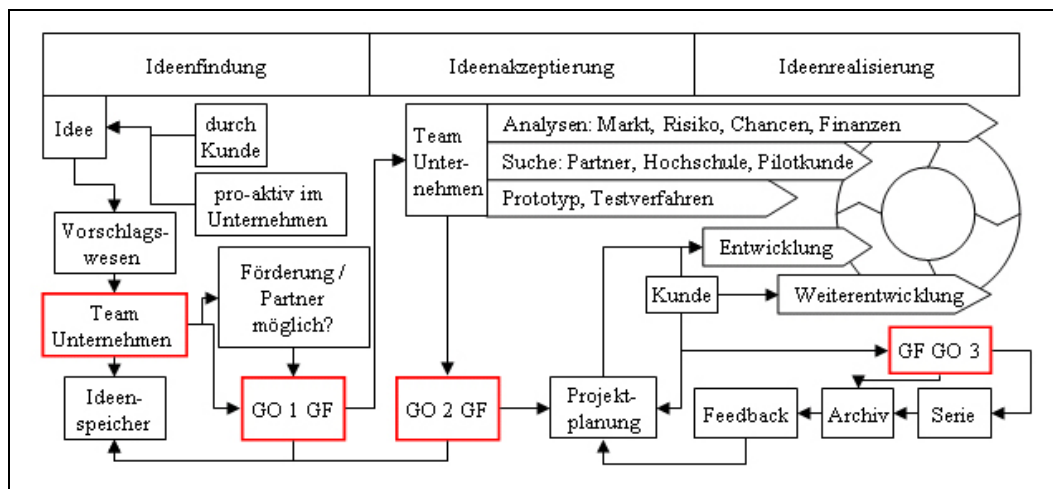 Ideenfindung
Ideenakzeptierung
Ideenrealisierung
Idee
durch
Kunde
pro-aktiv im
Unternehmen
Vorschlags-
wesen
Team
Unternehmen
Ideen-
speicher
Förderung /
Partner
möglich?
GO 1 GF
Team
Unter-
nehmen
Analysen: Markt, Risiko, Chancen, Finanzen
Suche: Partner, Hochschule, Pilotkunde
Prototyp, Testverfahren
GO 2 GF
Projekt-
planung
Entwicklung
Kunde
Weiterentwicklung
GF GO 3
Feedback
Archiv
Serie